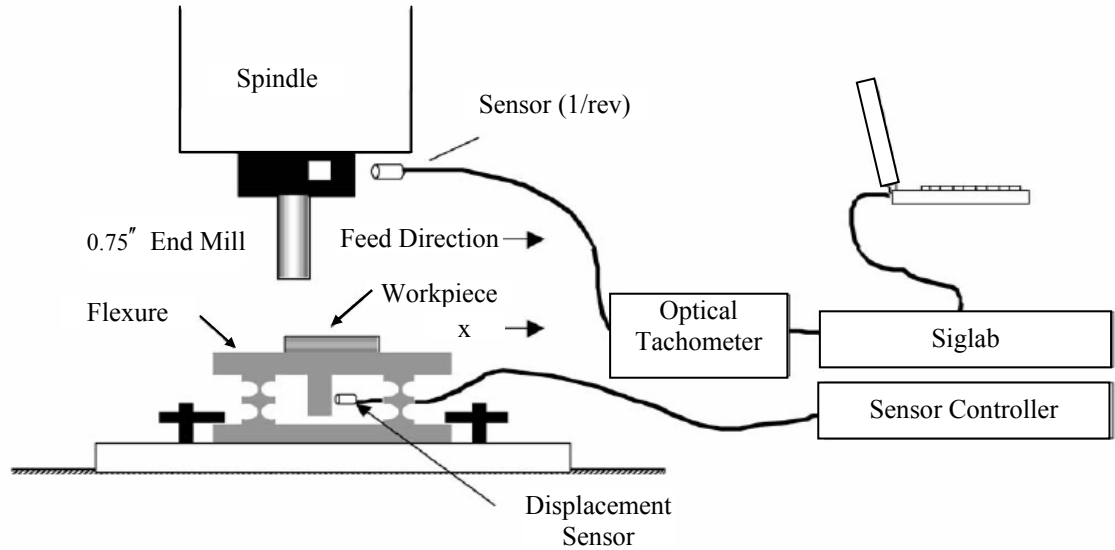 Spindle
Sensor (1/rev)
0.75" End Mill
Feed Direction
Workpiece
Flexure
x
Optical
Tachometer
Siglab
Sensor Controller
Displacement
Sensor